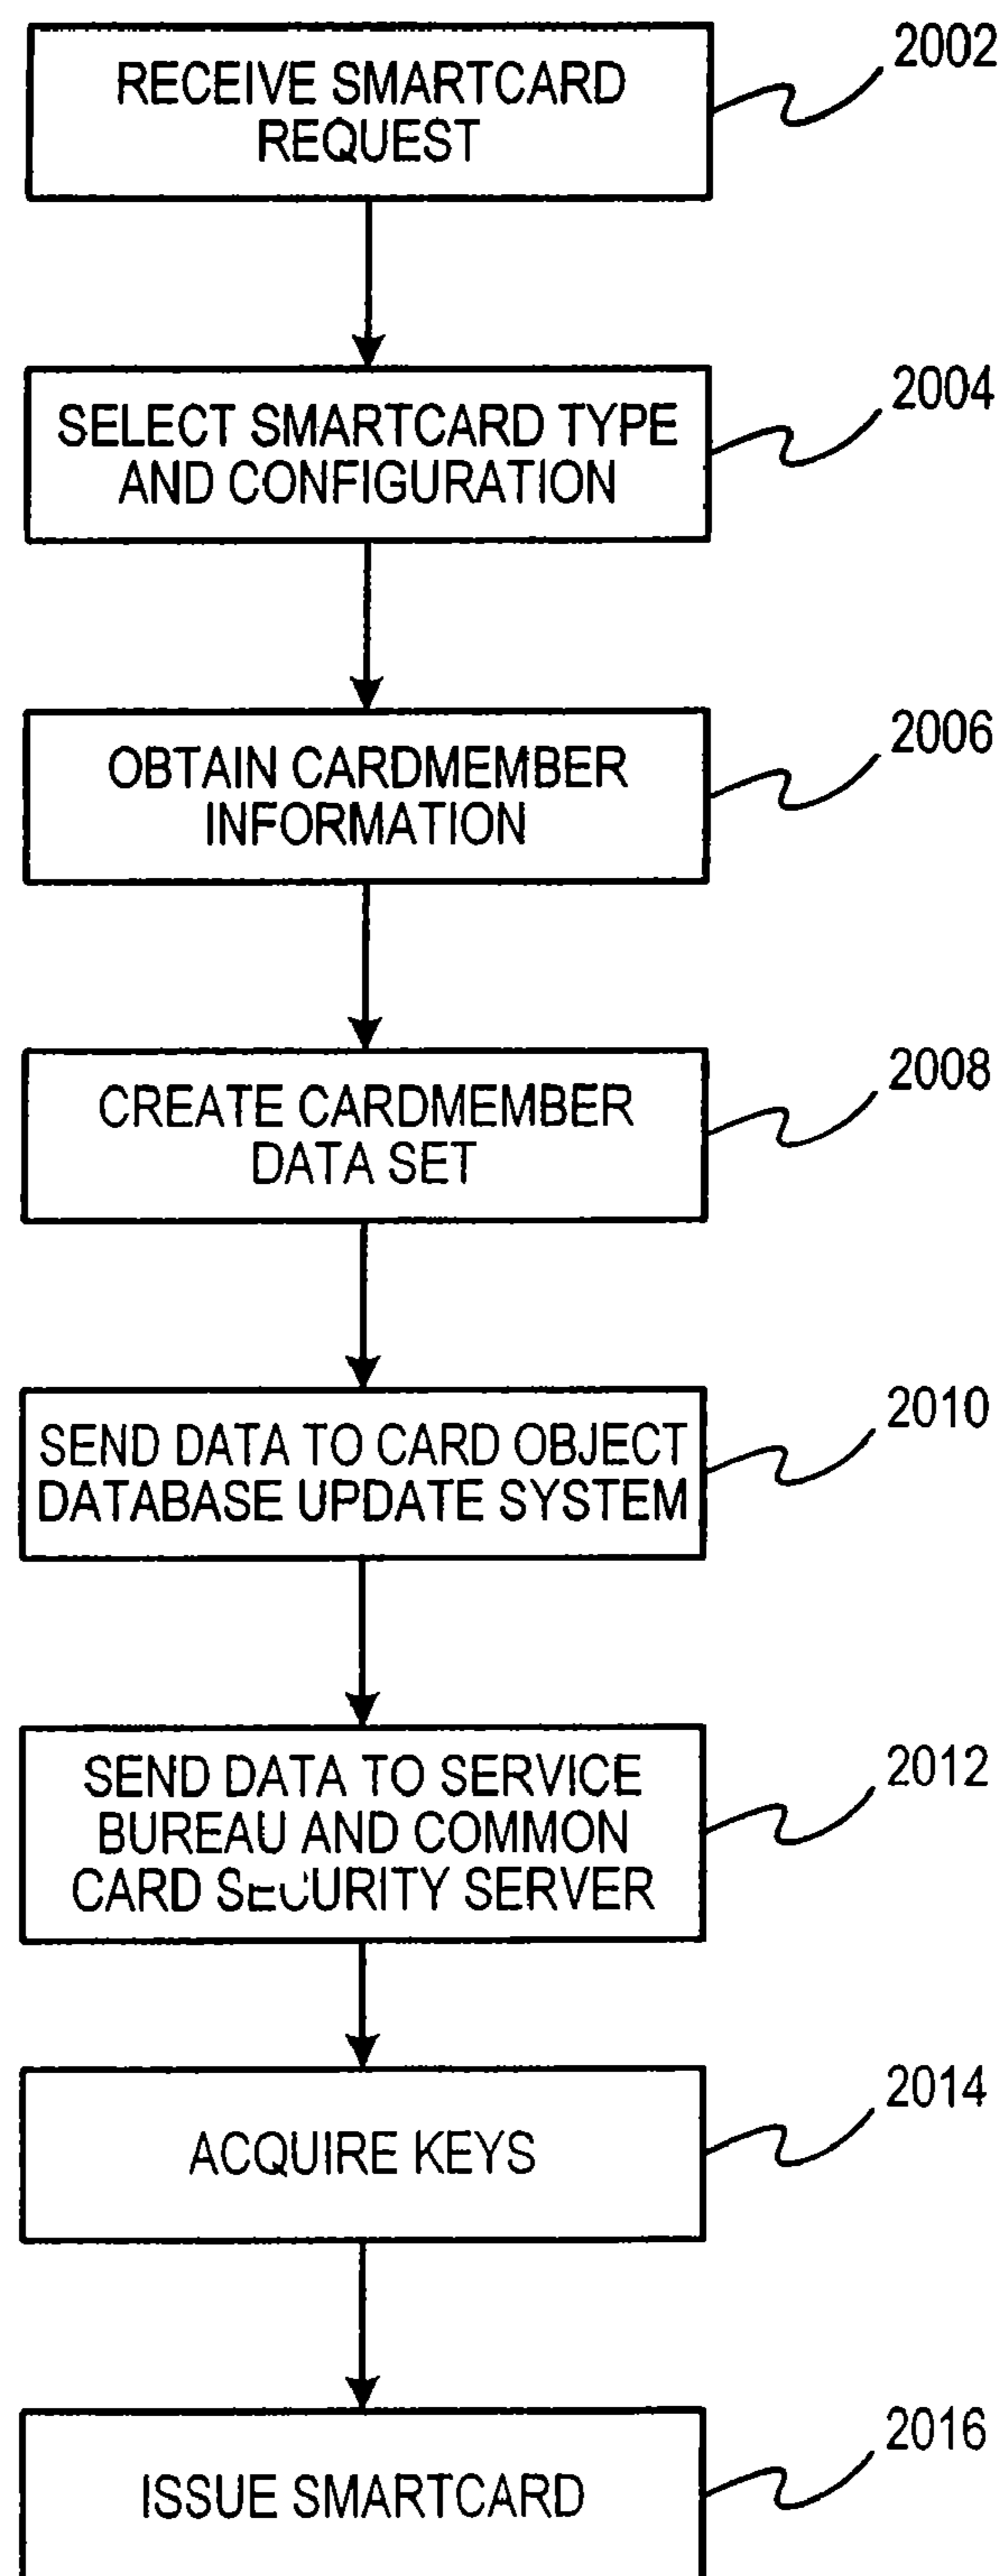 RECEIVE SMARTCARD
REQUEST
2002
SELECT SMARTCARD TYPE
AND CONFIGURATION
2004
OBTAIN CARDMEMBER
INFORMATION
2006
CREATE CARDMEMBER
DATA SET
2008
SEND DATA TO CARD OBJECT
DATABASE UPDATE SYSTEM
2010
SEND DATA TO SERVICE
BUREAU AND COMMON
CARD SECURITY SERVER
2012
ACQUIRE KEYS
2014
ISSUE SMARTCARD
2016